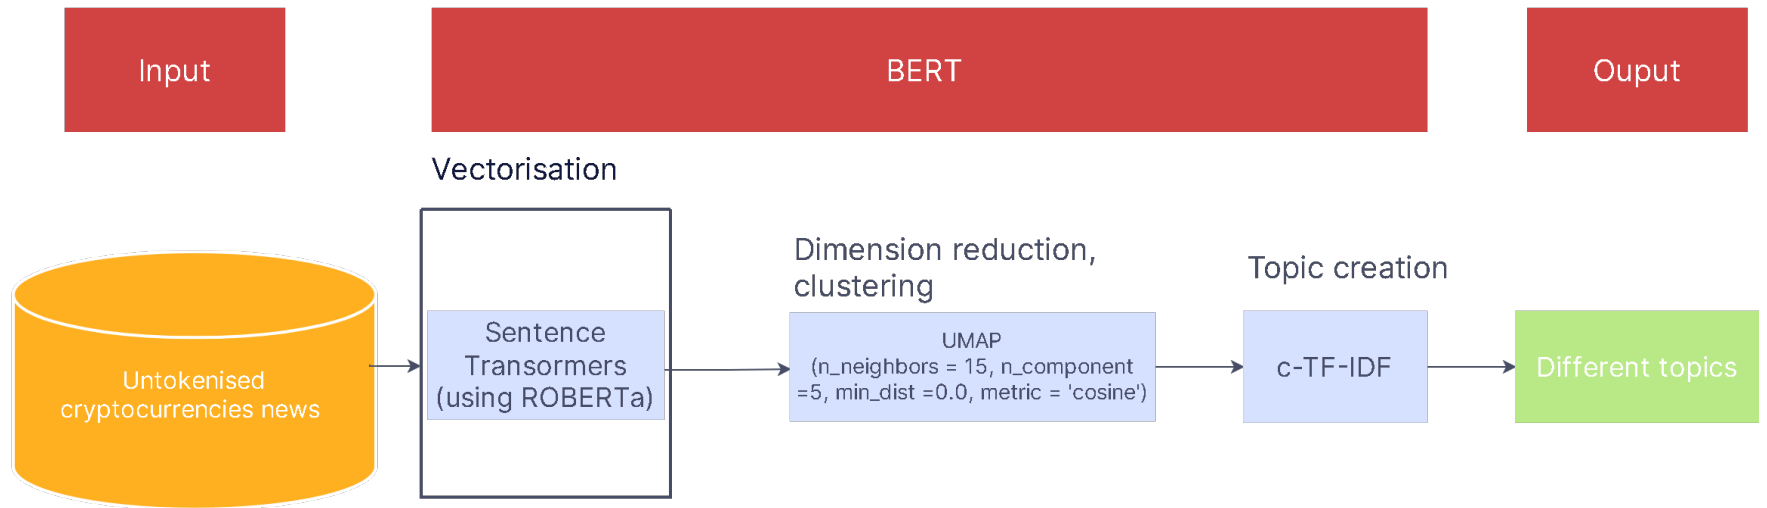 Input
BERT
Ouput
Vectorisation
Dimension reduction,
clustering
Topic creation
Untokenised
cryptocurrencies news
Sentence
Transormers
(using ROBERTa)
UMAP
(n_neighbors = 15, n_component
=5, min_dist =0.0, metric = 'cosine')
c-TF-IDF
Different topics